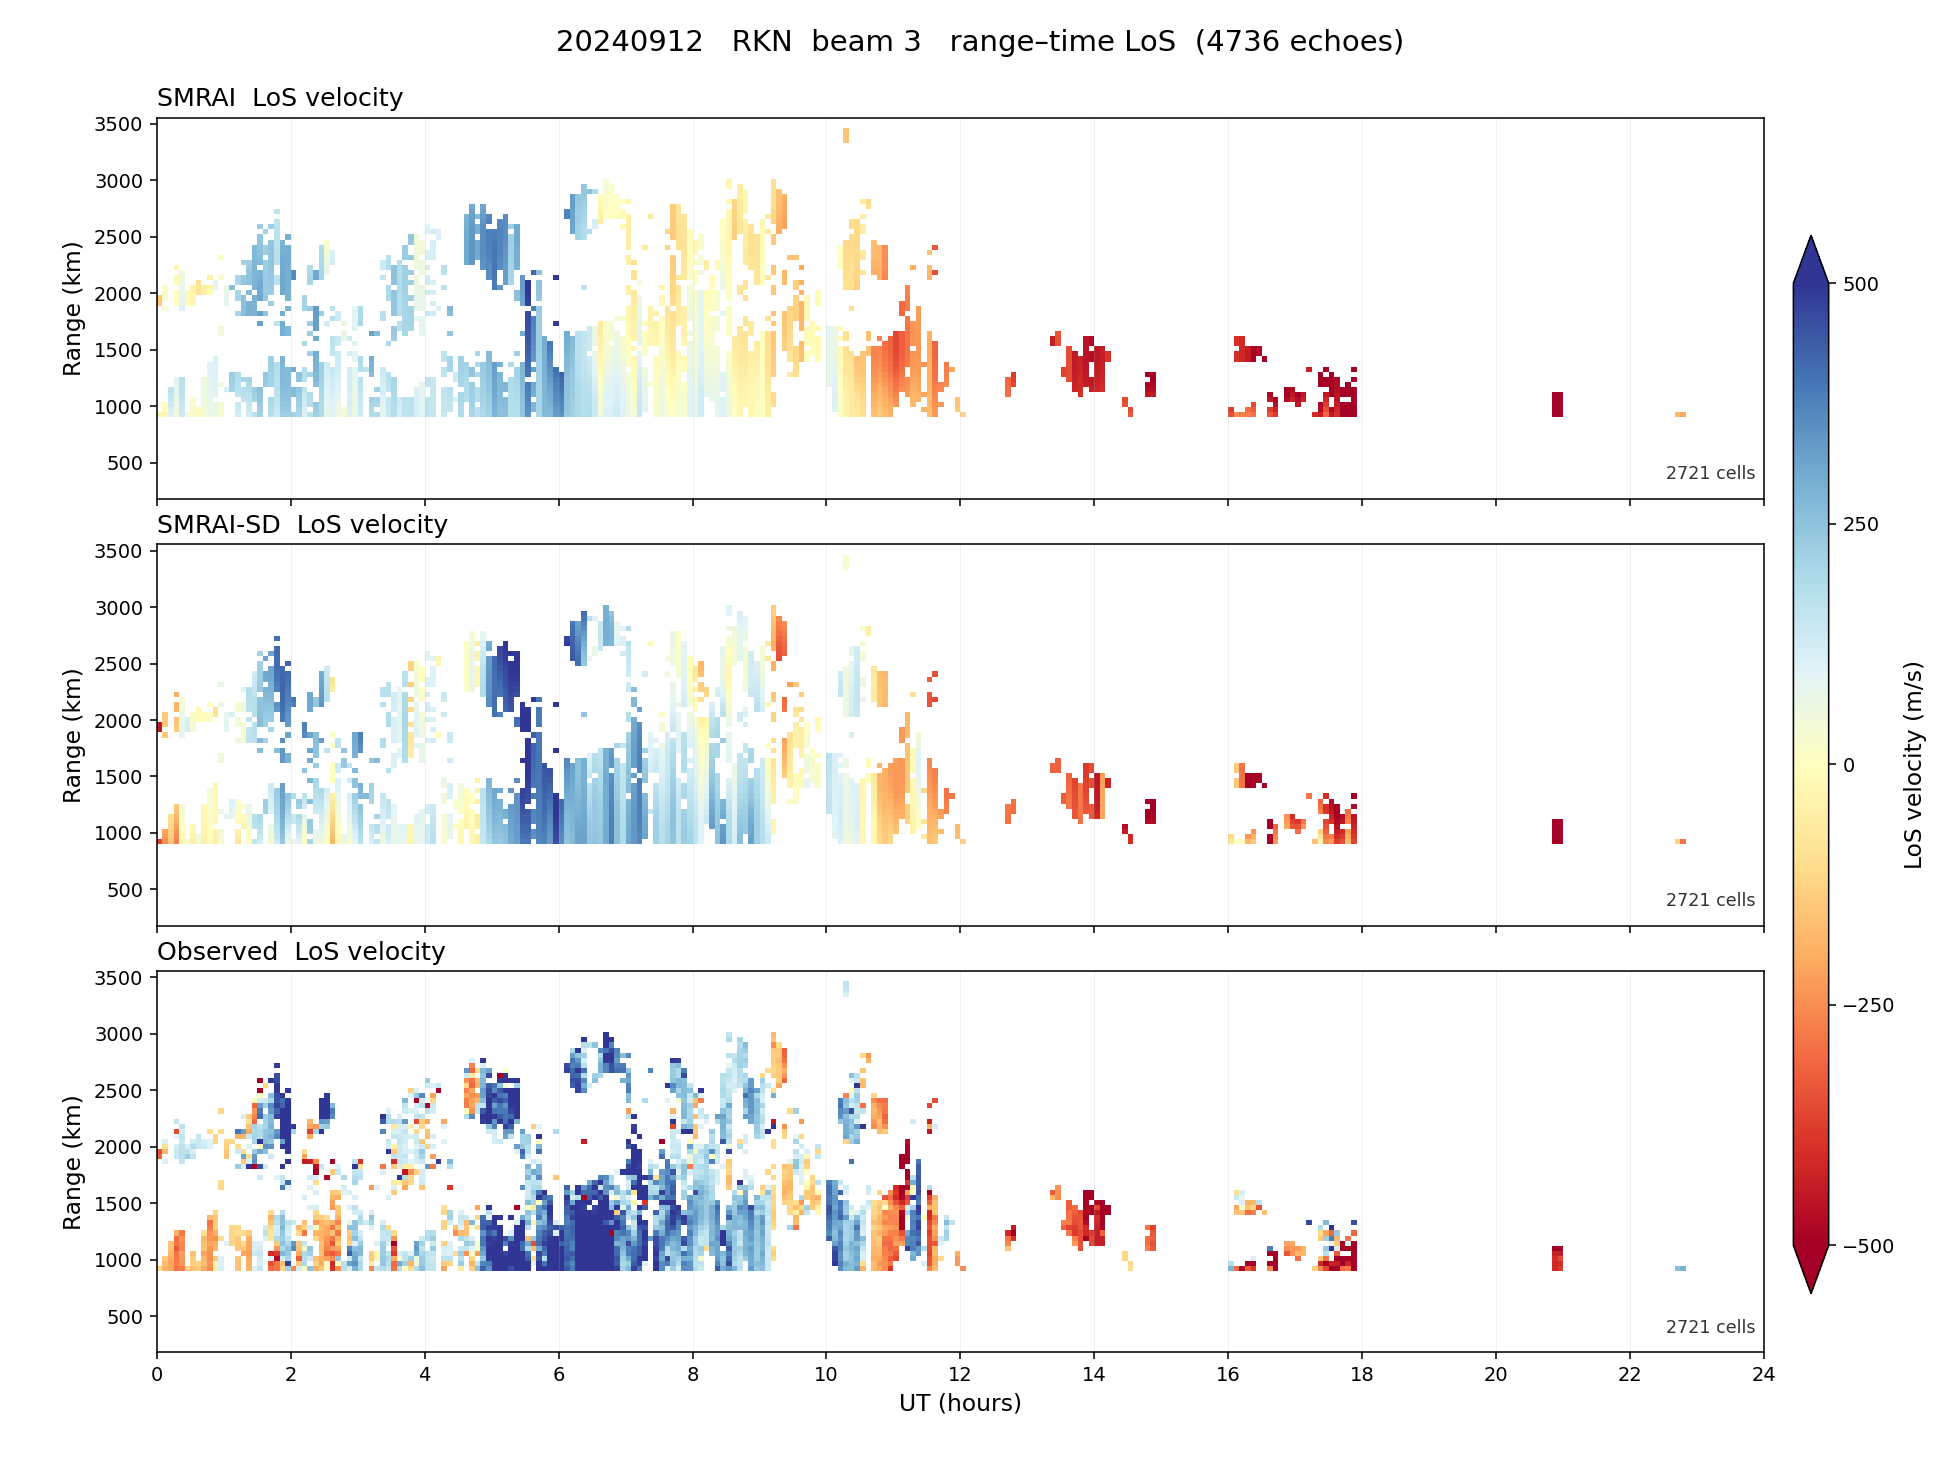 20240912   RKN  beam 3   range–time LoS  (4736 echoes)
SMRAI  LoS velocity
3500
3000
2500
2000
1500
1000
500
Range (km)
2721 cells
SMRAI-SD  LoS velocity
3500
3000
2500
2000
1500
1000
500
Range (km)
2721 cells
Observed  LoS velocity
3500
3000
2500
2000
1500
1000
500
Range (km)
2721 cells
0 2 4 6 8 10 12 14 16 18 20 22 24
UT (hours)
500
250
0
−250
−500
LoS velocity (m/s)